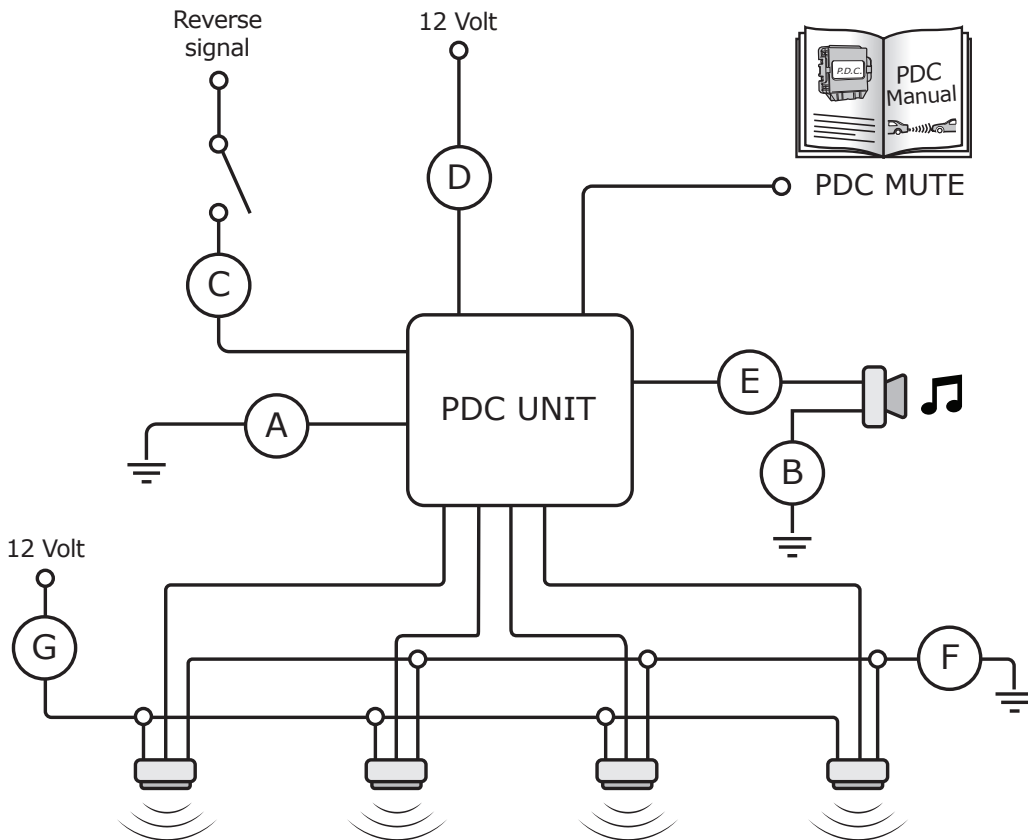 Reverse
signal
12 Volt
P.D.C.
PDC
Manual
D
PDC MUTE
C
E
PDC UNIT
A
B
12 Volt
G
F